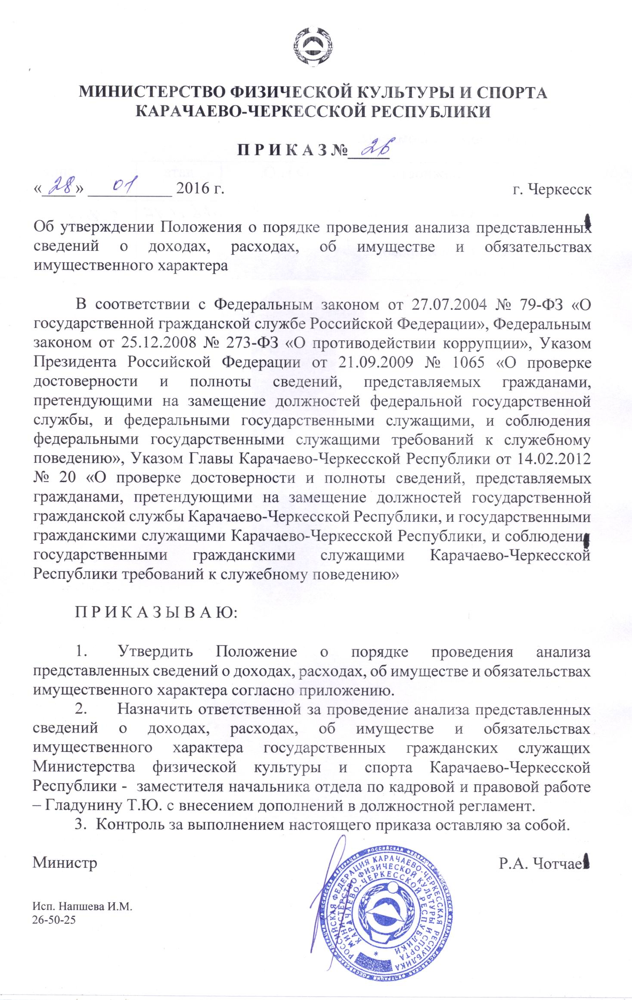 МИНИСТЕРСТВО ФИЗИЧЕСКОЙ КУЛЬТУРЫ И СПОРТА
КАРАЧАЕВО-ЧЕРКЕССКОЙ РЕСПУБЛИКИ
П Р И К А З № 26
« 28 » 01 2016 г. г. Черкесск
Об утверждении Положения о порядке проведения анализа представленных
сведений о доходах, расходах, об имуществе и обязательствах
имущественного характера
В соответствии с Федеральным законом от 27.07.2004 № 79-ФЗ «О
государственной гражданской службе Российской Федерации», Федеральным
законом от 25.12.2008 № 273-ФЗ «О противодействии коррупции», Указом
Президента Российской Федерации от 21.09.2009 № 1065 «О проверке
достоверности и полноты сведений, представляемых гражданами,
претендующими на замещение должностей федеральной государственной
службы, и федеральными государственными служащими, и соблюдения
федеральными государственными служащими требований к служебному
поведению», Указом Главы Карачаево-Черкесской Республики от 14.02.2012
№ 20 «О проверке достоверности и полноты сведений, представляемых
гражданами, претендующими на замещение должностей государственной
гражданской службы Карачаево-Черкесской Республики, и государственными
гражданскими служащими Карачаево-Черкесской Республики, и соблюдения
государственными гражданскими служащими Карачаево-Черкесской
Республики требований к служебному поведению»
П Р И К А З Ы В А Ю:
1. Утвердить Положение о порядке проведения анализа
представленных сведений о доходах, расходах, об имуществе и обязательствах
имущественного характера согласно приложению.
2. Назначить ответственной за проведение анализа представленных
сведений о доходах, расходах, об имуществе и обязательствах
имущественного характера государственных гражданских служащих
Министерства физической культуры и спорта Карачаево-Черкесской
Республики - заместителя начальника отдела по кадровой и правовой работе
– Гладунину Т.Ю. с внесением дополнений в должностной регламент.
3. Контроль за выполнением настоящего приказа оставляю за собой.
Министр Р.А. Чотчаев
РОССИЙСКАЯ ФЕДЕРАЦИЯ КАРАЧАЕВО-ЧЕРКЕССКАЯ РЕСПУБЛИКА
МИНИСТЕРСТВО ФИЗИЧЕСКОЙ КУЛЬТУРЫ И СПОРТА
КАРАЧАЕВО-ЧЕРКЕССКОЙ РЕСПУБЛИКИ
Исп. Напшева И.М.
26-50-25